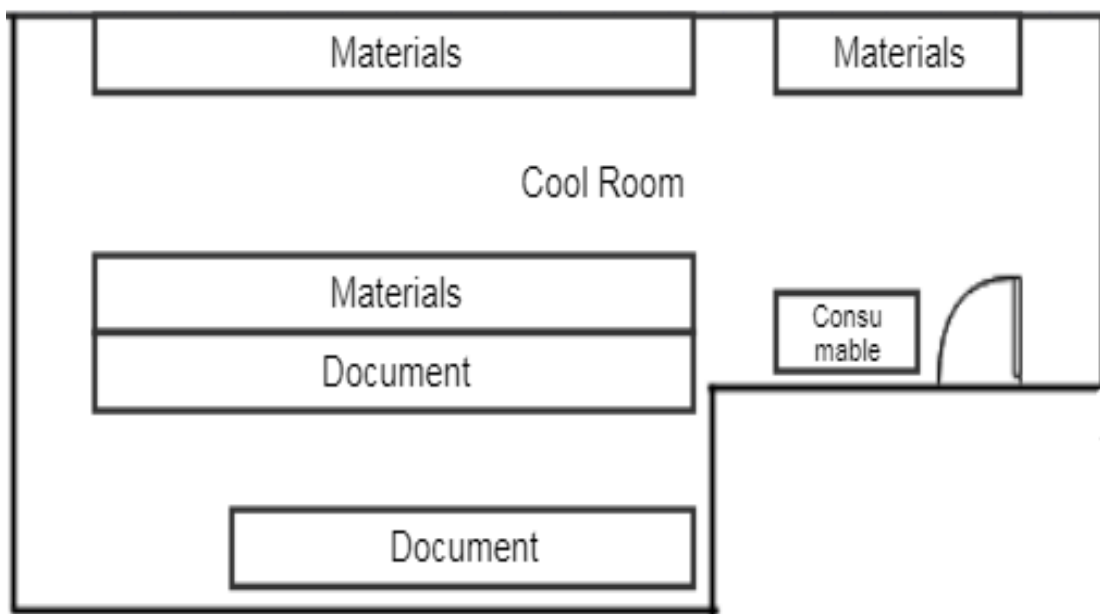 Materials
Materials
Cool Room
Materials
Consu
mable
Document
Document